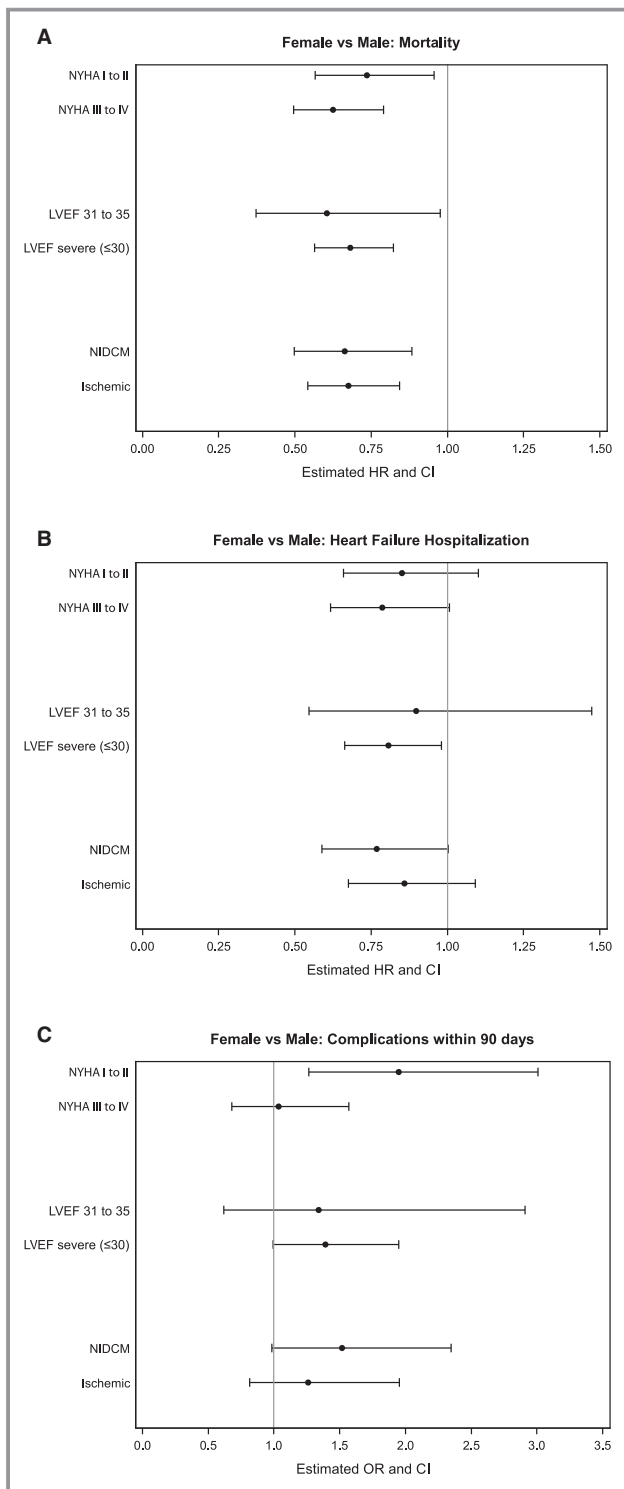 A
Female vs Male: Mortality
NYHA I to II
NYHA III to IV
LVEF 31 to 35
LVEF severe (≤30)
NIDCM
Ischemic
0.00 0.25 0.50 0.75 1.00 1.25 1.50
Estimated HR and CI
B
Female vs Male: Heart Failure Hospitalization
NYHA I to II
NYHA III to IV
LVEF 31 to 35
LVEF severe (≤30)
NIDCM
Ischemic
0.00 0.25 0.50 0.75 1.00 1.25 1.50
Estimated HR and CI
C
Female vs Male: Complications within 90 days
NYHA I to II
NYHA III to IV
LVEF 31 to 35
LVEF severe (≤30)
NIDCM
Ischemic
0.0 0.5 1.0 1.5 2.0 2.5 3.0 3.5
Estimated OR and CI